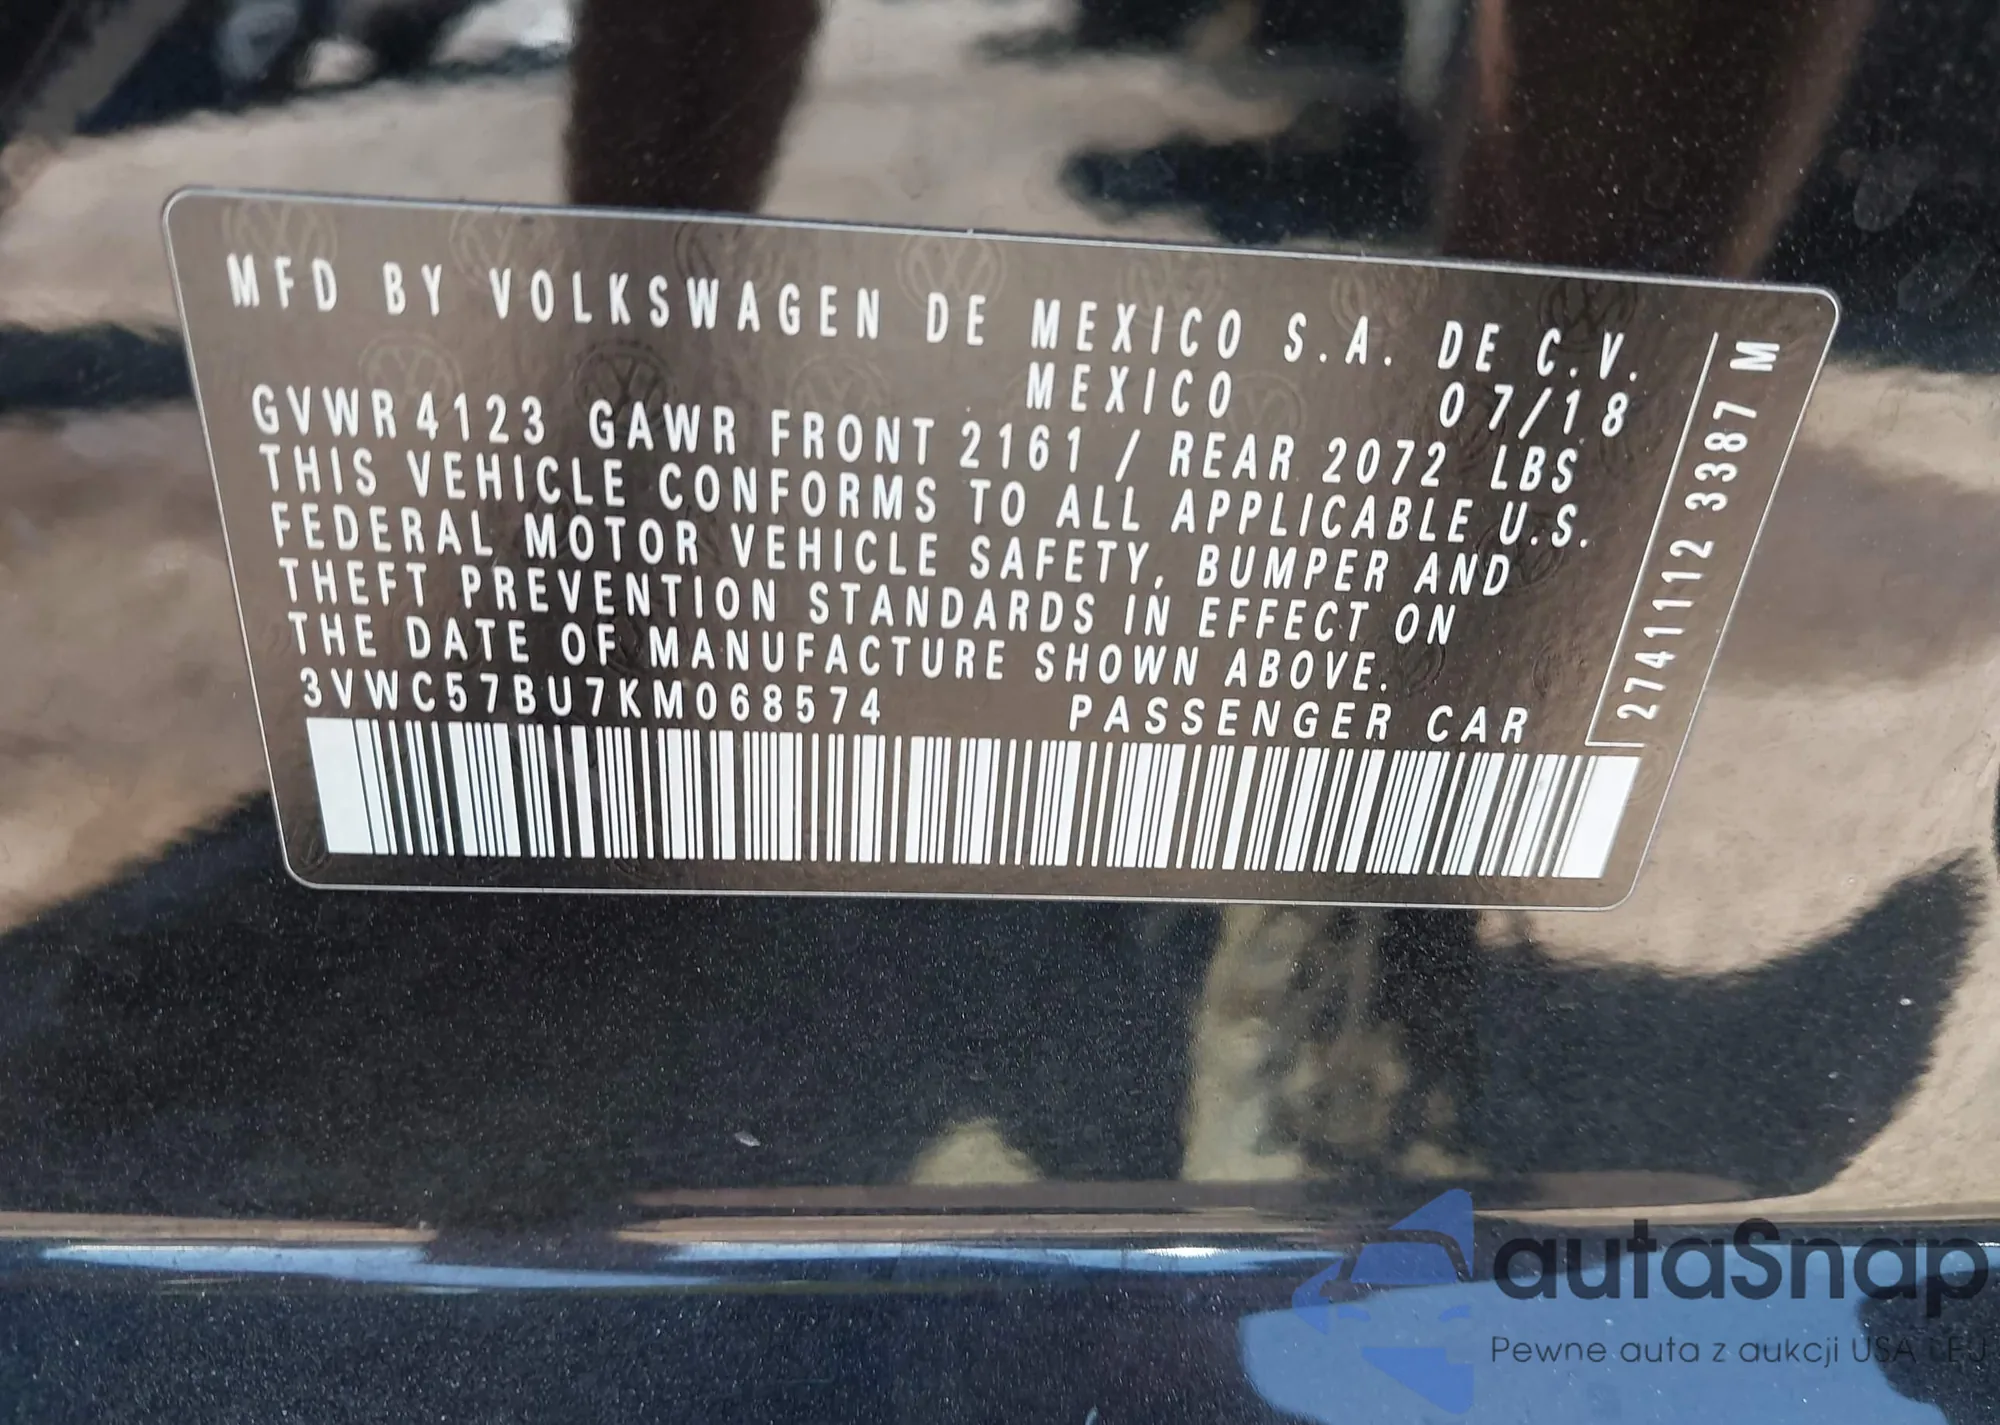 MFD BY VOLKSWAGEN DE MEXICO S.A. DE C.V.
MEXICO 07/18
GVWR 4123 GAWR FRONT 2161 / REAR 2072 LBS
THIS VEHICLE CONFORMS TO ALL APPLICABLE U.S.
FEDERAL MOTOR VEHICLE SAFETY, BUMPER AND
THEFT PREVENTION STANDARDS IN EFFECT ON
THE DATE OF MANUFACTURE SHOWN ABOVE.
3VWC57BU7KM068574 PASSENGER CAR
2741112 3387 M
autaSnap
Pewne auta z aukcji USA i EU